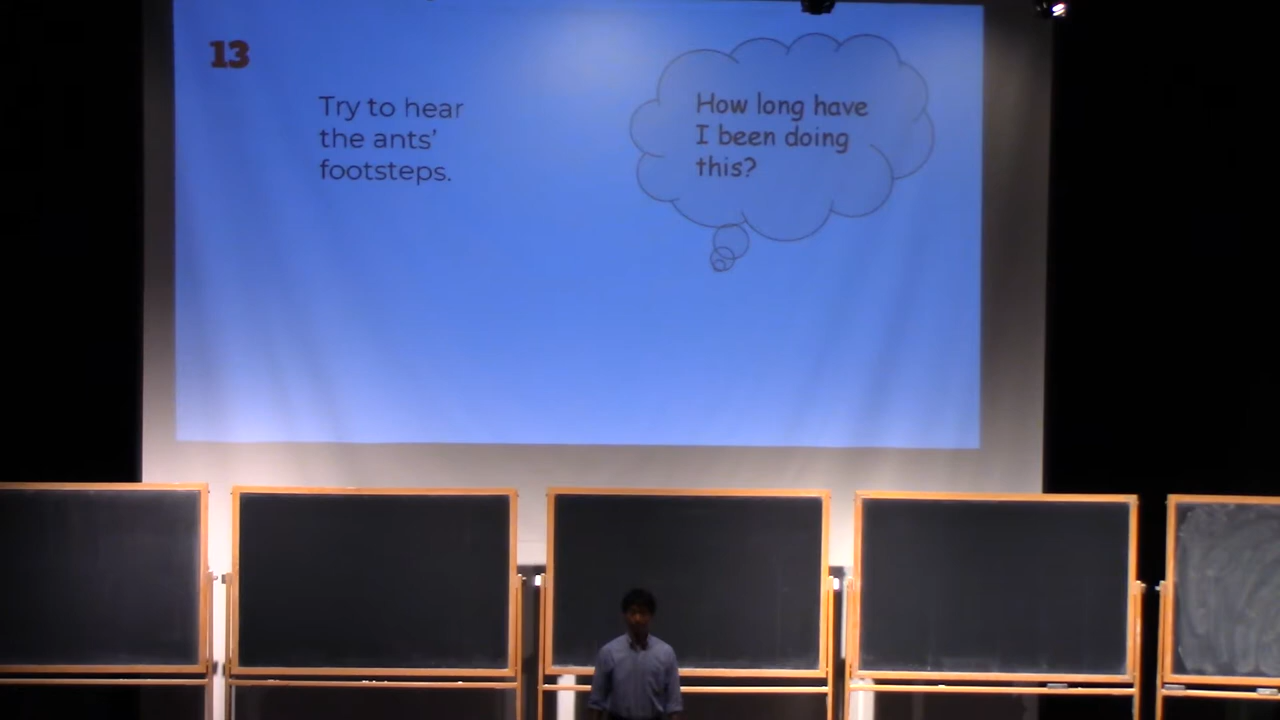 13
Try to hear
the ants’
footsteps.
How long have
I been doing
this?